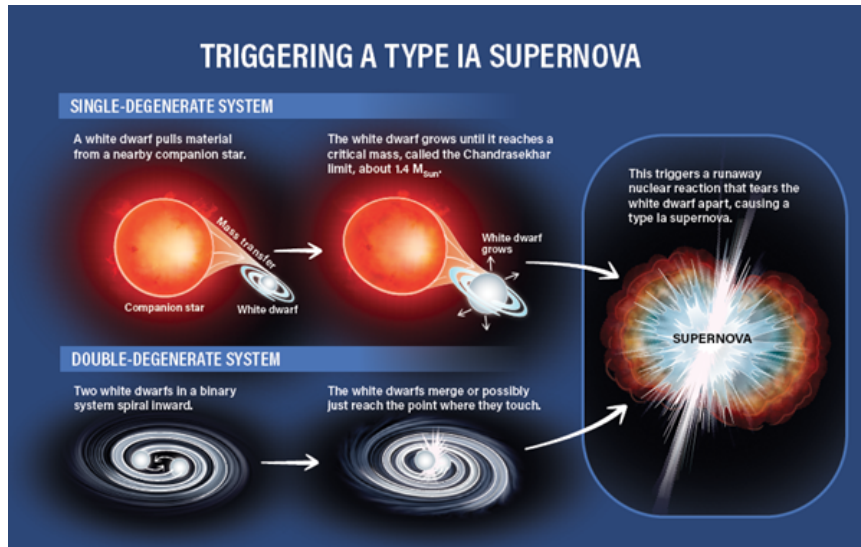 TRIGGERING A TYPE IA SUPERNOVA
SINGLE-DEGENERATE SYSTEM
A white dwarf pulls material
from a nearby companion star.
The white dwarf grows until it reaches a
critical mass, called the Chandrasekhar
limit, about 1.4 MSun.
Mass transfer
Companion star
White dwarf
White dwarf
grows
DOUBLE-DEGENERATE SYSTEM
Two white dwarfs in a binary
system spiral inward.
The white dwarfs merge or possibly
just reach the point where they touch.
This triggers a runaway
nuclear reaction that tears the
white dwarf apart, causing a
type Ia supernova.
SUPERNOVA